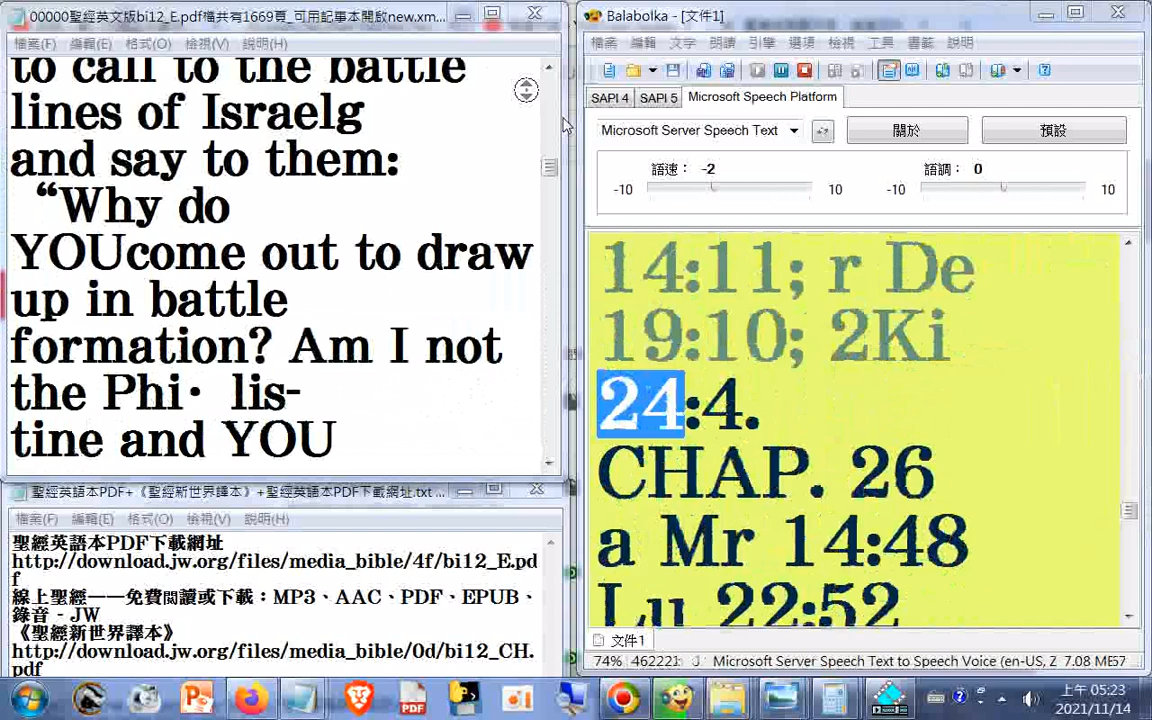 00000聖經英文版bi12_E.pdf檔共有1669頁_可用記事本開啟new.xm...
檔案(F) 編輯(E) 格式(O) 檢視(V) 說明(H)
to call to the battle
lines of Israelg
and say to them:
“Why do
YOUcome out to draw
up in battle
formation? Am I not
the Phi· lis-
tine and YOU
聖經英語本PDF+《聖經新世界譯本》+聖經英語本PDF下載網址.txt ...
檔案(F) 編輯(E) 格式(O) 檢視(V) 說明(H)
聖經英語本PDF下載網址
http://download.jw.org/files/media_bible/4f/bi12_E.pd
f
線上聖經——免費閱讀或下載：MP3、AAC、PDF、EPUB、
錄音 - JW
《聖經新世界譯本》
http://download.jw.org/files/media_bible/0d/bi12_CH.
pdf
Balabolka - [文件1]
檔案 編輯 文字 朗讀 引擎 選項 檢視 工具 書籤 說明
SAPI 4 SAPI 5 Microsoft Speech Platform
Microsoft Server Speech Text 關於 預設
語速： -2 語調： 0
-10 10 -10 10
14:11; r De
19:10; 2Ki
24:4.
CHAP. 26
a Mr 14:48
Lu 22:52
文件1
74% 462221 Microsoft Server Speech Text to Speech Voice (en-US, Z 7.08 ME57
PDF
上午 05:23
2021/11/14